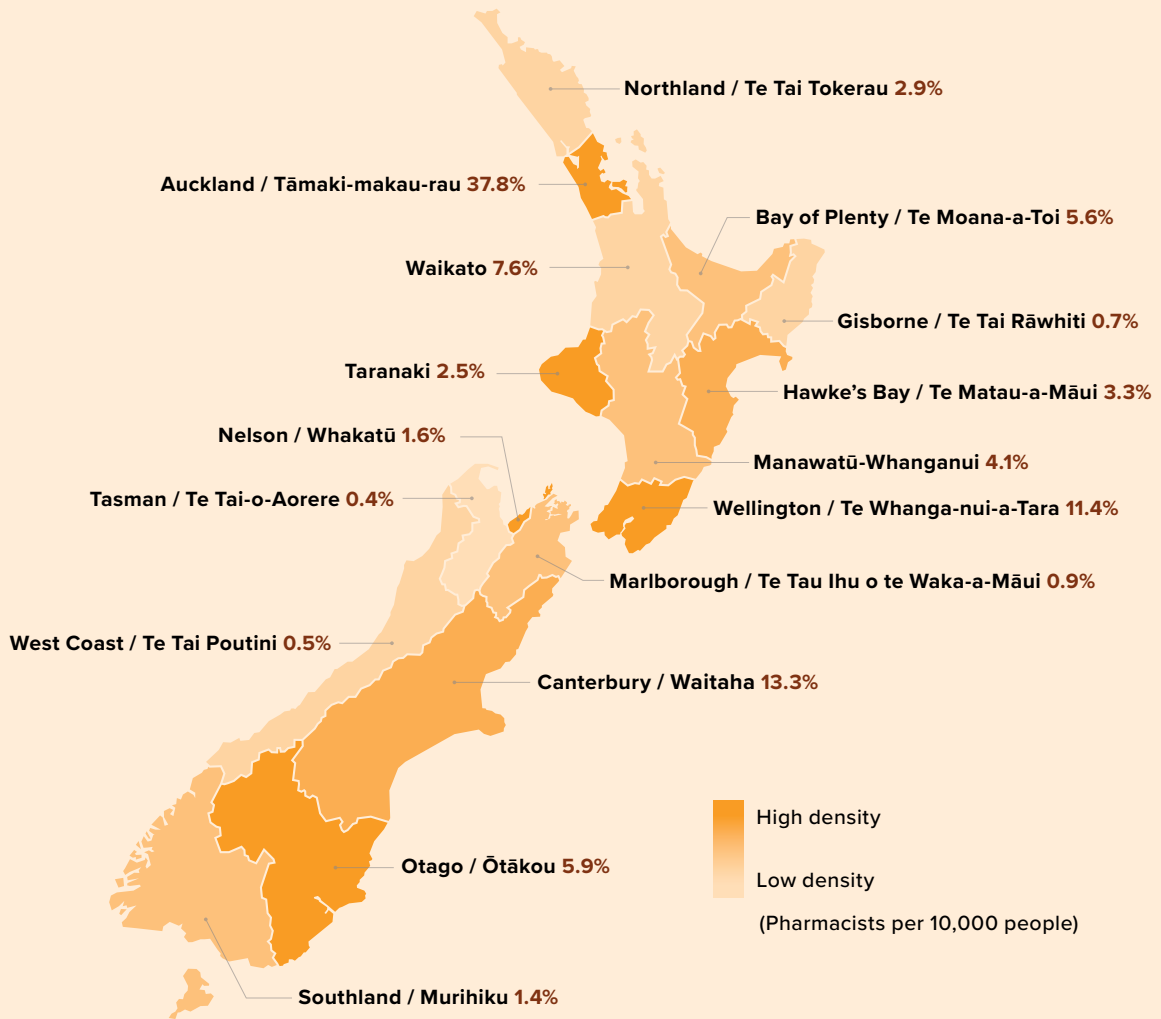 Northland / Te Tai Tokerau 2.9%
Auckland / Tāmaki-makau-rau 37.8%
Bay of Plenty / Te Moana-a-Toi 5.6%
Waikato 7.6%
Gisborne / Te Tai Rāwhiti 0.7%
Taranaki 2.5%
Hawke’s Bay / Te Matau-a-Māui 3.3%
Nelson / Whakatū 1.6%
Manawatū-Whanganui 4.1%
Tasman / Te Tai-o-Aorere 0.4%
Wellington / Te Whanga-nui-a-Tara 11.4%
Marlborough / Te Tau Ihu o te Waka-a-Māui 0.9%
West Coast / Te Tai Poutini 0.5%
Canterbury / Waitaha 13.3%
High density
Otago / Ōtākou 5.9%
Low density
(Pharmacists per 10,000 people)
Southland / Murihiku 1.4%